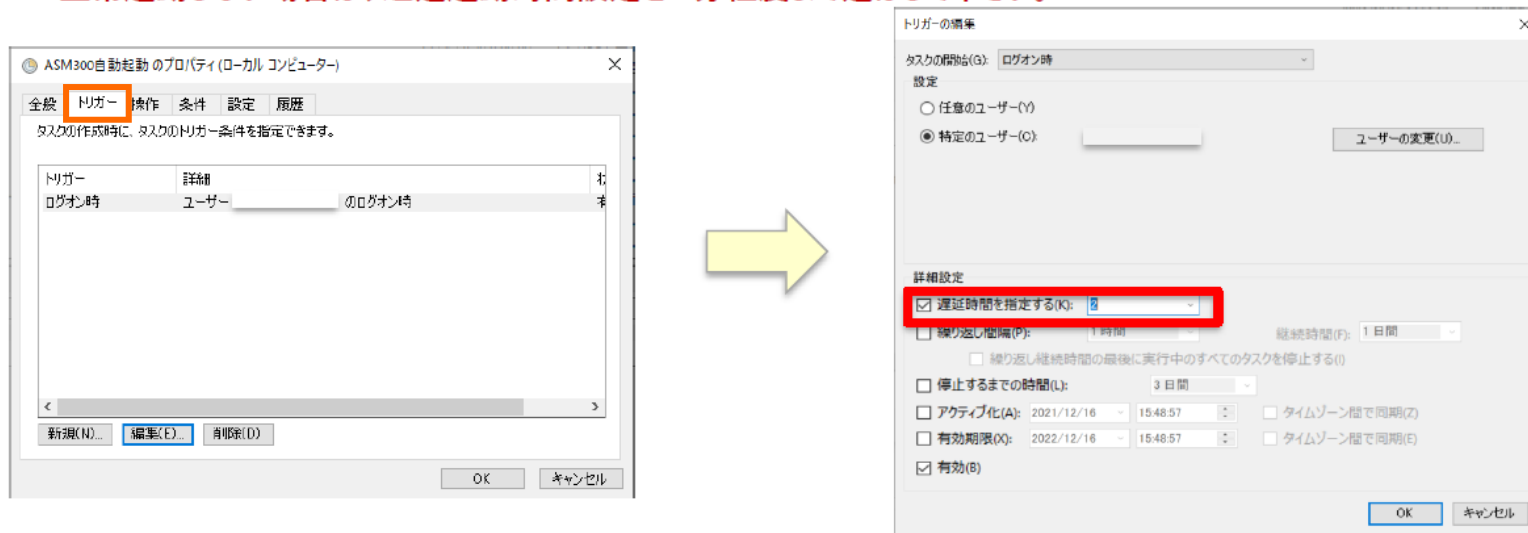 ASM300自動起動 のプロパティ (ローカル コンピューター)
全般 トリガー 操作 条件 設定 履歴
タスクの作成時に、タスクのトリガー条件を指定できます。
トリガー 詳細
ログオン時 ユーザー のログオン時
新規(N)... 編集(E)... 削除(D)
OK キャンセル
トリガーの編集
タスクの開始(G): ログオン時
設定
任意のユーザー(Y)
特定のユーザー(C):
ユーザーの変更(U)...
詳細設定
遅延時間を指定する(K): 2
繰り返し間隔(P): 1 時間 継続時間(F): 1 日間
繰り返し継続時間の最後に実行中のすべてのタスクを停止する(I)
停止するまでの時間(L): 3 日間
アクティブ化(A): 2021/12/16 15:48:57 タイムゾーン間で同期(Z)
有効期限(X): 2022/12/16 15:48:57 タイムゾーン間で同期(E)
有効(B)
OK キャンセル